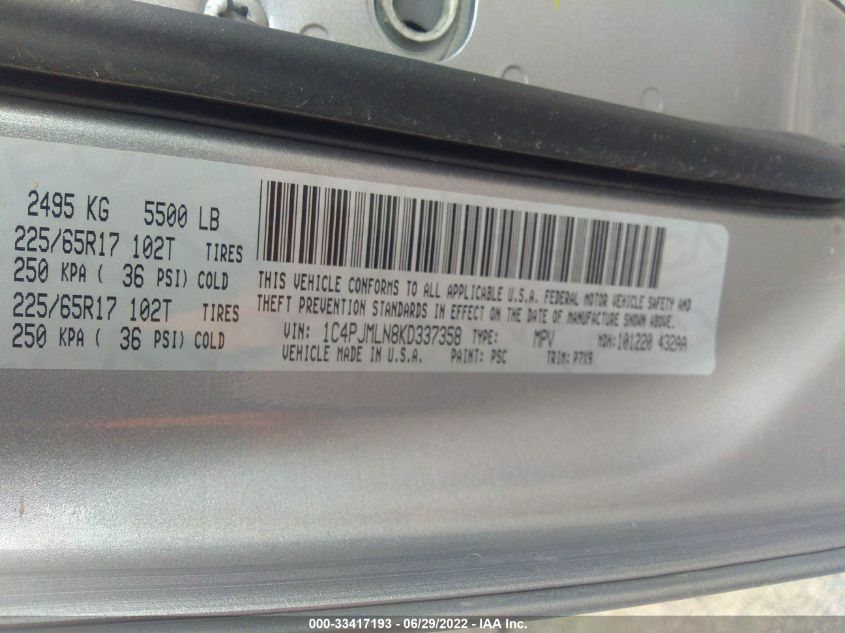 2495 KG 5500 LB
225/65R17 102T TIRES
250 KPA ( 36 PSI) COLD
225/65R17 102T TIRES
250 KPA ( 36 PSI) COLD
THIS VEHICLE CONFORMS TO ALL APPLICABLE U.S.A. FEDERAL MOTOR VEHICLE SAFETY AND
THEFT PREVENTION STANDARDS IN EFFECT ON THE DATE OF MANUFACTURE SHOWN ABOVE.
VIN: 1C4PJMLN8KD337358 TYPE: MPV MDH: 101220 432AA
VEHICLE MADE IN U.S.A. PAINT: PSC TRIM: P7X9
000-33417193 - 06/29/2022 - IAA Inc.